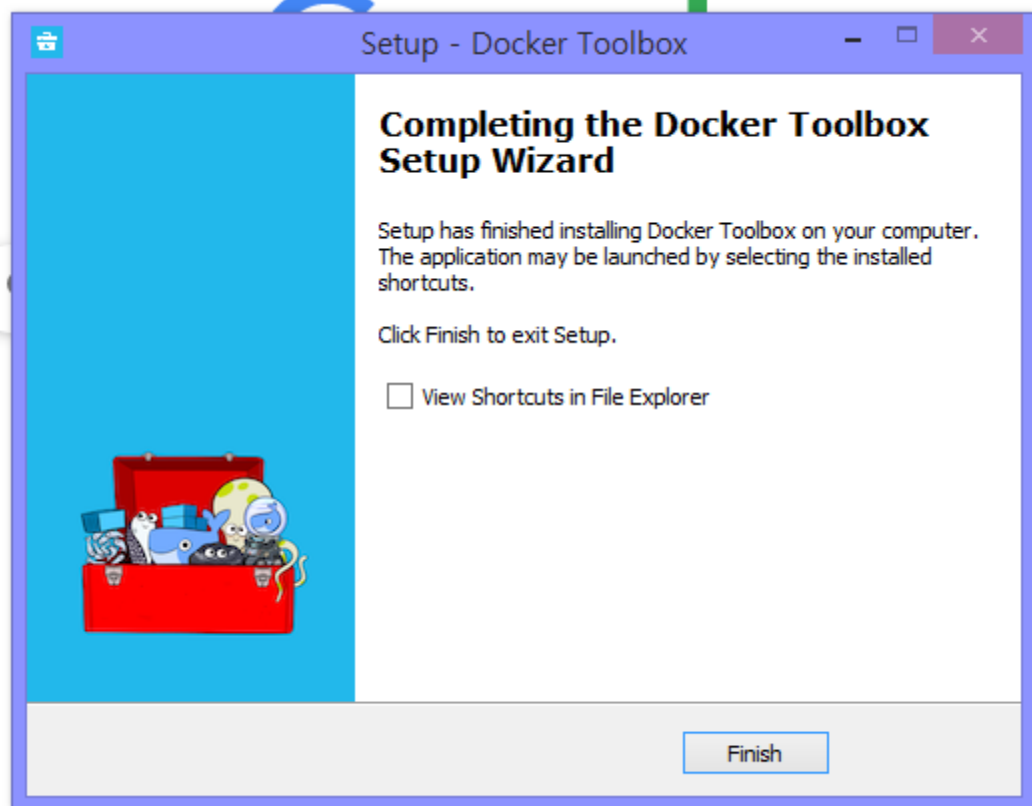 Setup - Docker Toolbox
Completing the Docker Toolbox
Setup Wizard
Setup has finished installing Docker Toolbox on your computer.
The application may be launched by selecting the installed
shortcuts.
Click Finish to exit Setup.
View Shortcuts in File Explorer
Finish